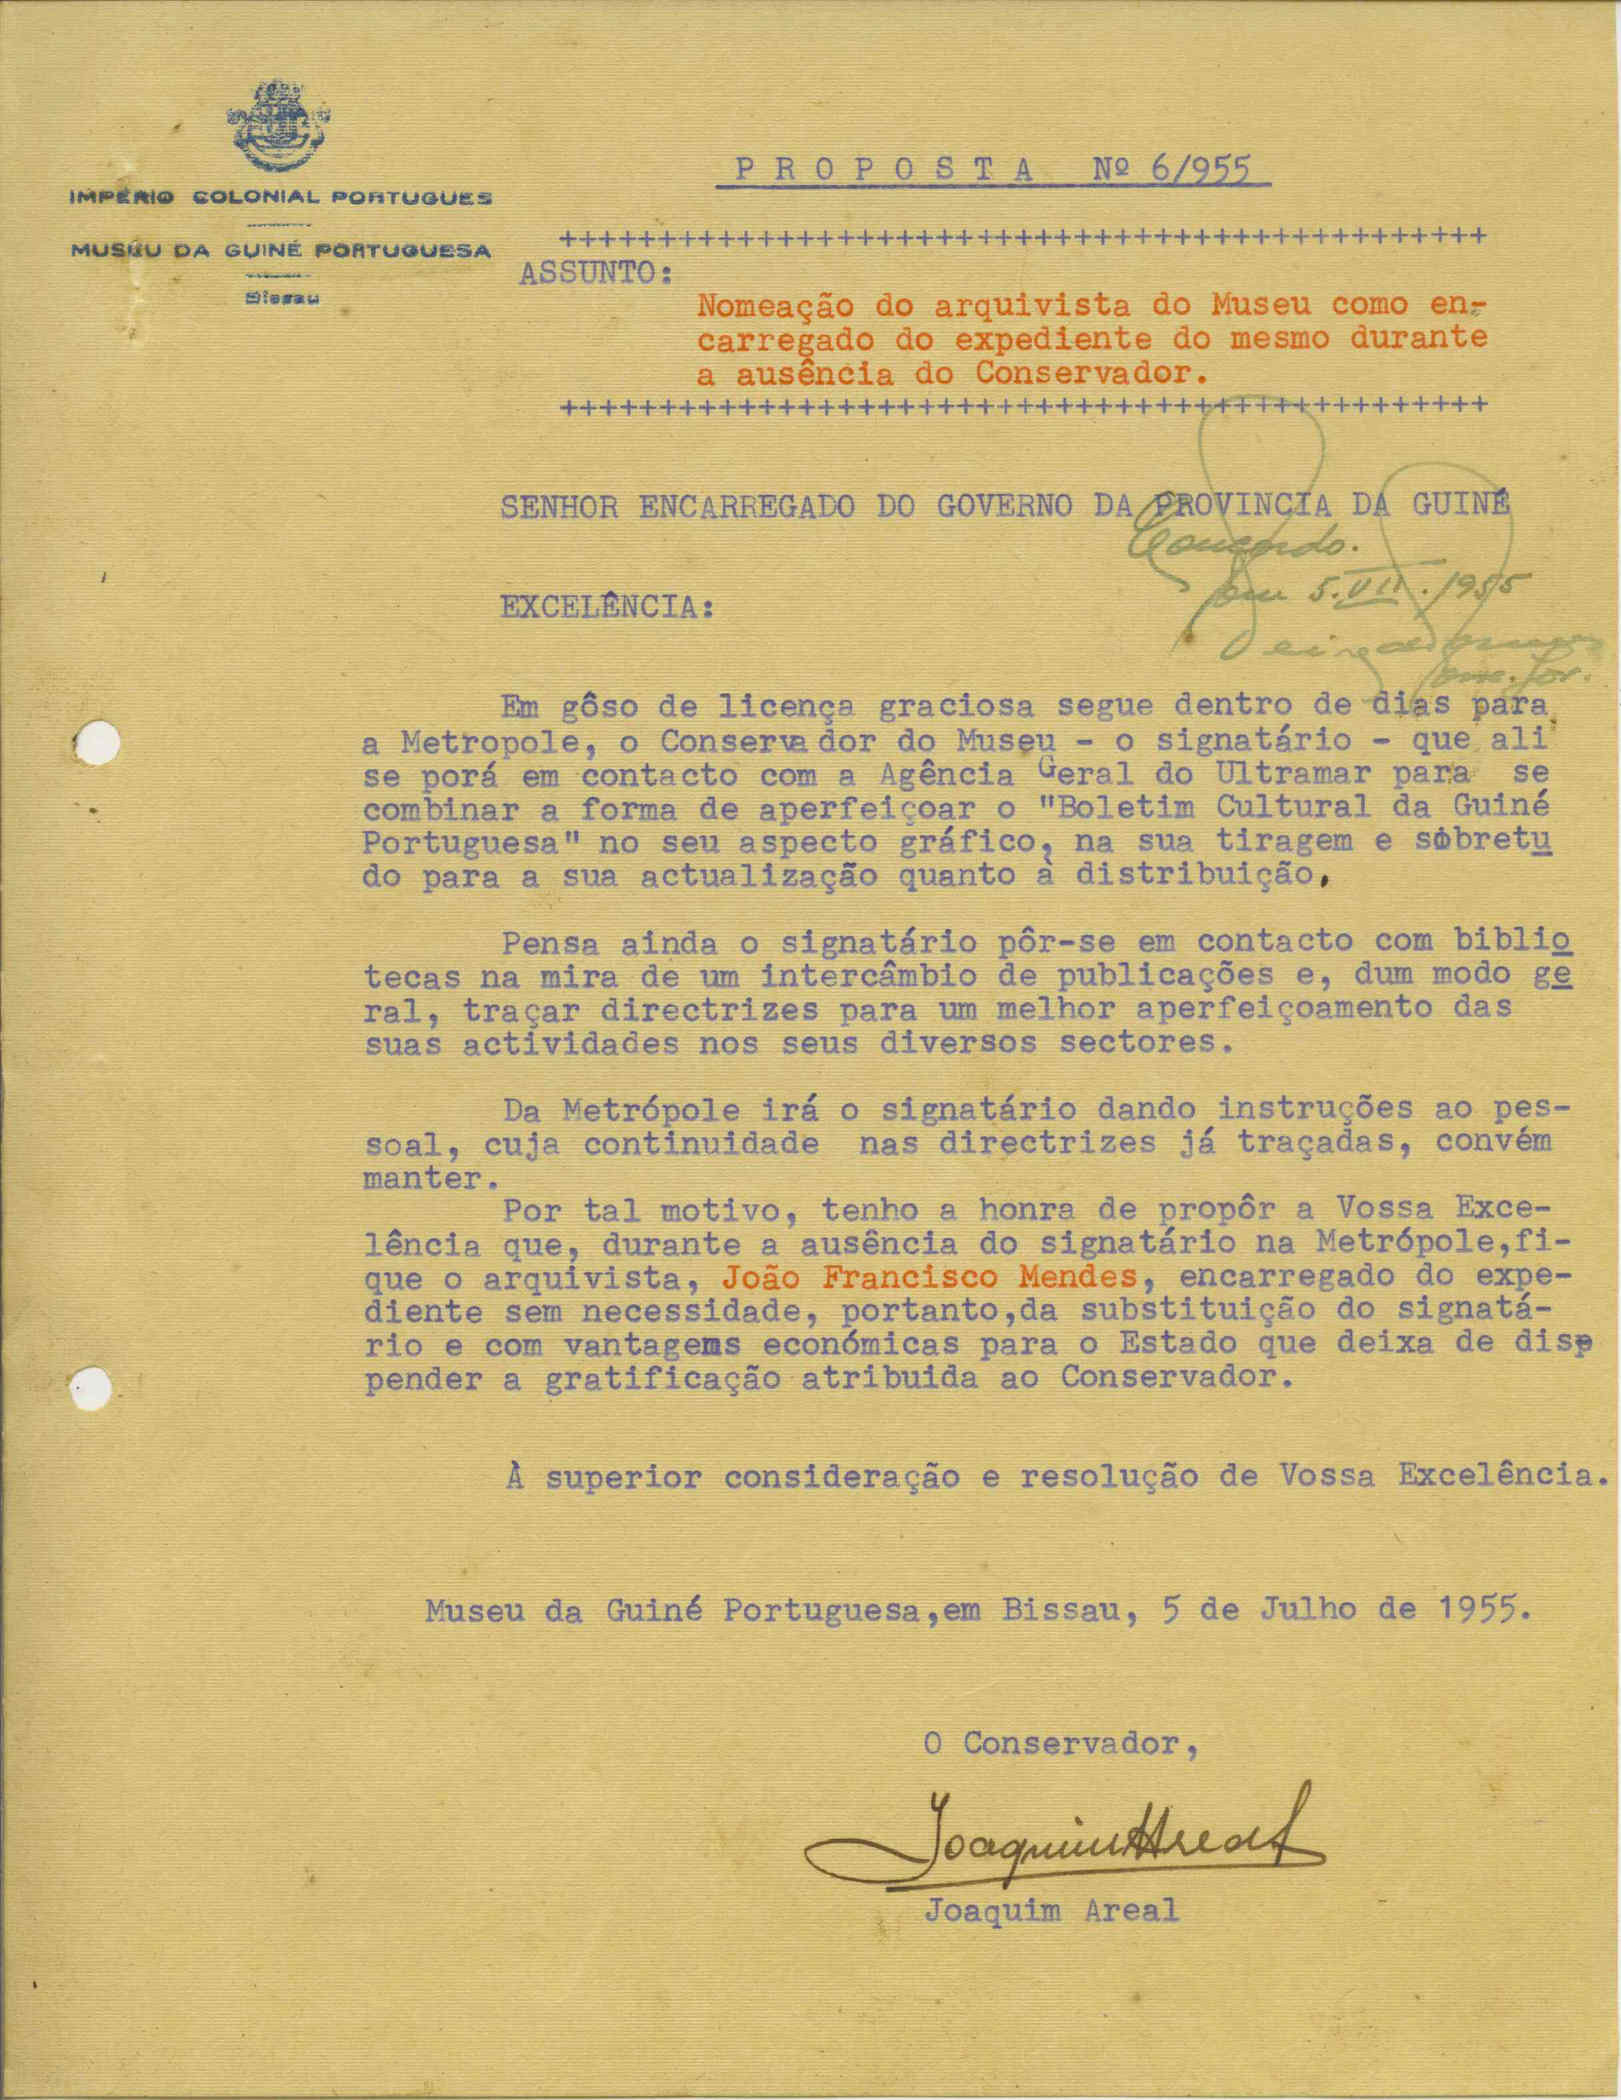 IMPÉRIO COLONIAL PORTUGUES
MUSEU DA GUINÉ PORTUGUESA
Bissau
PROPOSTA Nº 6/955
+++++++++++++++++++++++++++++++++++++++++++++++
ASSUNTO:
Nomeação do arquivista do Museu como en-
carregado do expediente do mesmo durante
a ausência do Conservador.
+++++++++++++++++++++++++++++++++++++++++++++++
SENHOR ENCARREGADO DO GOVERNO DA PROVINCIA DA GUINÉ
Concordo.
em 5.VII.1955
EXCELÊNCIA:
Em gôso de licença graciosa segue dentro de dias para
a Metropole, o Conservador do Museu - o signatário - que ali
se porá em contacto com a Agência Geral do Ultramar para se
combinar a forma de aperfeiçoar o "Boletim Cultural da Guiné
Portuguesa" no seu aspecto gráfico, na sua tiragem e sobretu
do para a sua actualização quanto à distribuição.
Pensa ainda o signatário pôr-se em contacto com biblio
tecas na mira de um intercâmbio de publicações e, dum modo ge
ral, traçar directrizes para um melhor aperfeiçoamento das
suas actividades nos seus diversos sectores.
Da Metrópole irá o signatário dando instruções ao pes-
soal, cuja continuidade nas directrizes já traçadas, convém
manter.
Por tal motivo, tenho a honra de propôr a Vossa Exce-
lência que, durante a ausência do signatário na Metrópole,fi-
que o arquivista, João Francisco Mendes, encarregado do expe-
diente sem necessidade, portanto,da substituição do signatá-
rio e com vantagens económicas para o Estado que deixa de dis
pender a gratificação atribuida ao Conservador.
À superior consideração e resolução de Vossa Excelência.
Museu da Guiné Portuguesa,em Bissau, 5 de Julho de 1955.
O Conservador,
Joaquim Areal
Joaquim Areal